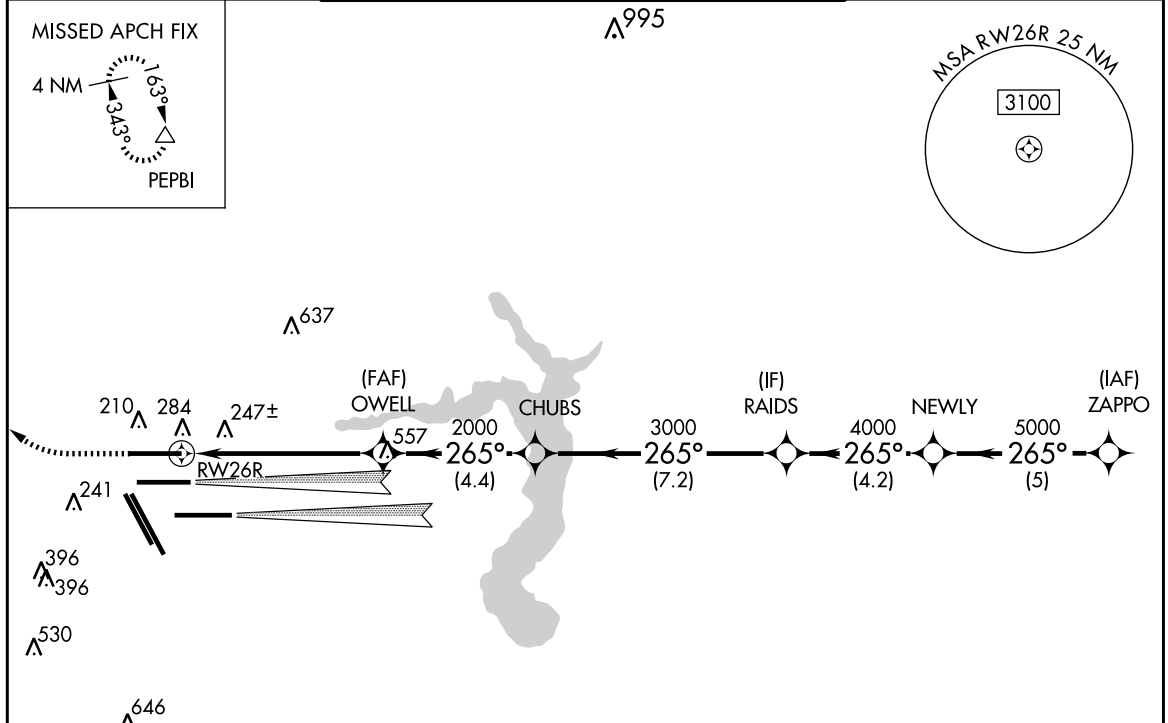 MISSED APCH FIX
4 NM
163°
343°
PEPBI
995
MSA RW26R 25 NM
3100
637
(FAF)
OWELL
CHUBS
(IF)
RAIDS
NEWLY
(IAF)
ZAPPO
210
284
247±
557
2000
265°
(4.4)
3000
265°
(7.2)
4000
265°
(4.2)
5000
265°
(5)
RW26R
241
396
396
530
646